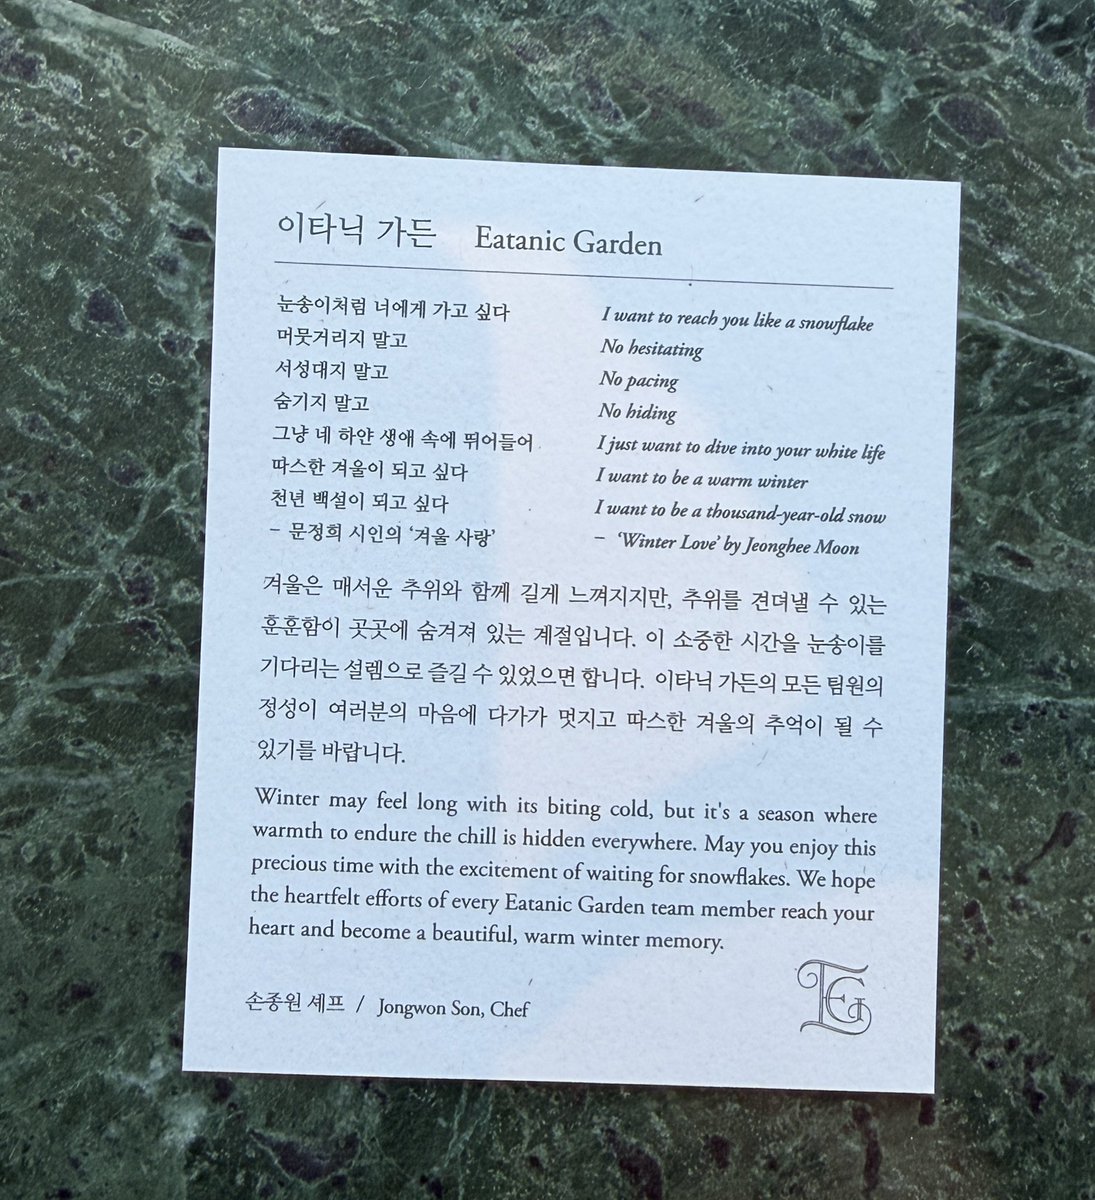 이타닉 가든 Eatanic Garden
눈송이처럼 너에게 가고 싶다
머뭇거리지 말고
서성대지 말고
숨기지 말고
그냥 네 하얀 생애 속에 뛰어들어
따스한 겨울이 되고 싶다
천년 백설이 되고 싶다
– 문정희 시인의 ‘겨울 사랑’
I want to reach you like a snowflake
No hesitating
No pacing
No hiding
I just want to dive into your white life
I want to be a warm winter
I want to be a thousand-year-old snow
– ‘Winter Love’ by Jeonghee Moon
겨울은 매서운 추위와 함께 길게 느껴지지만, 추위를 견뎌낼 수 있는
훈훈함이 곳곳에 숨겨져 있는 계절입니다. 이 소중한 시간을 눈송이를
기다리는 설렘으로 즐길 수 있었으면 합니다. 이타닉 가든의 모든 팀원의
정성이 여러분의 마음에 다가가 멋지고 따스한 겨울의 추억이 될 수
있기를 바랍니다.
Winter may feel long with its biting cold, but it's a season where
warmth to endure the chill is hidden everywhere. May you enjoy this
precious time with the excitement of waiting for snowflakes. We hope
the heartfelt efforts of every Eatanic Garden team member reach your
heart and become a beautiful, warm winter memory.
손종원 셰프 / Jongwon Son, Chef
EG